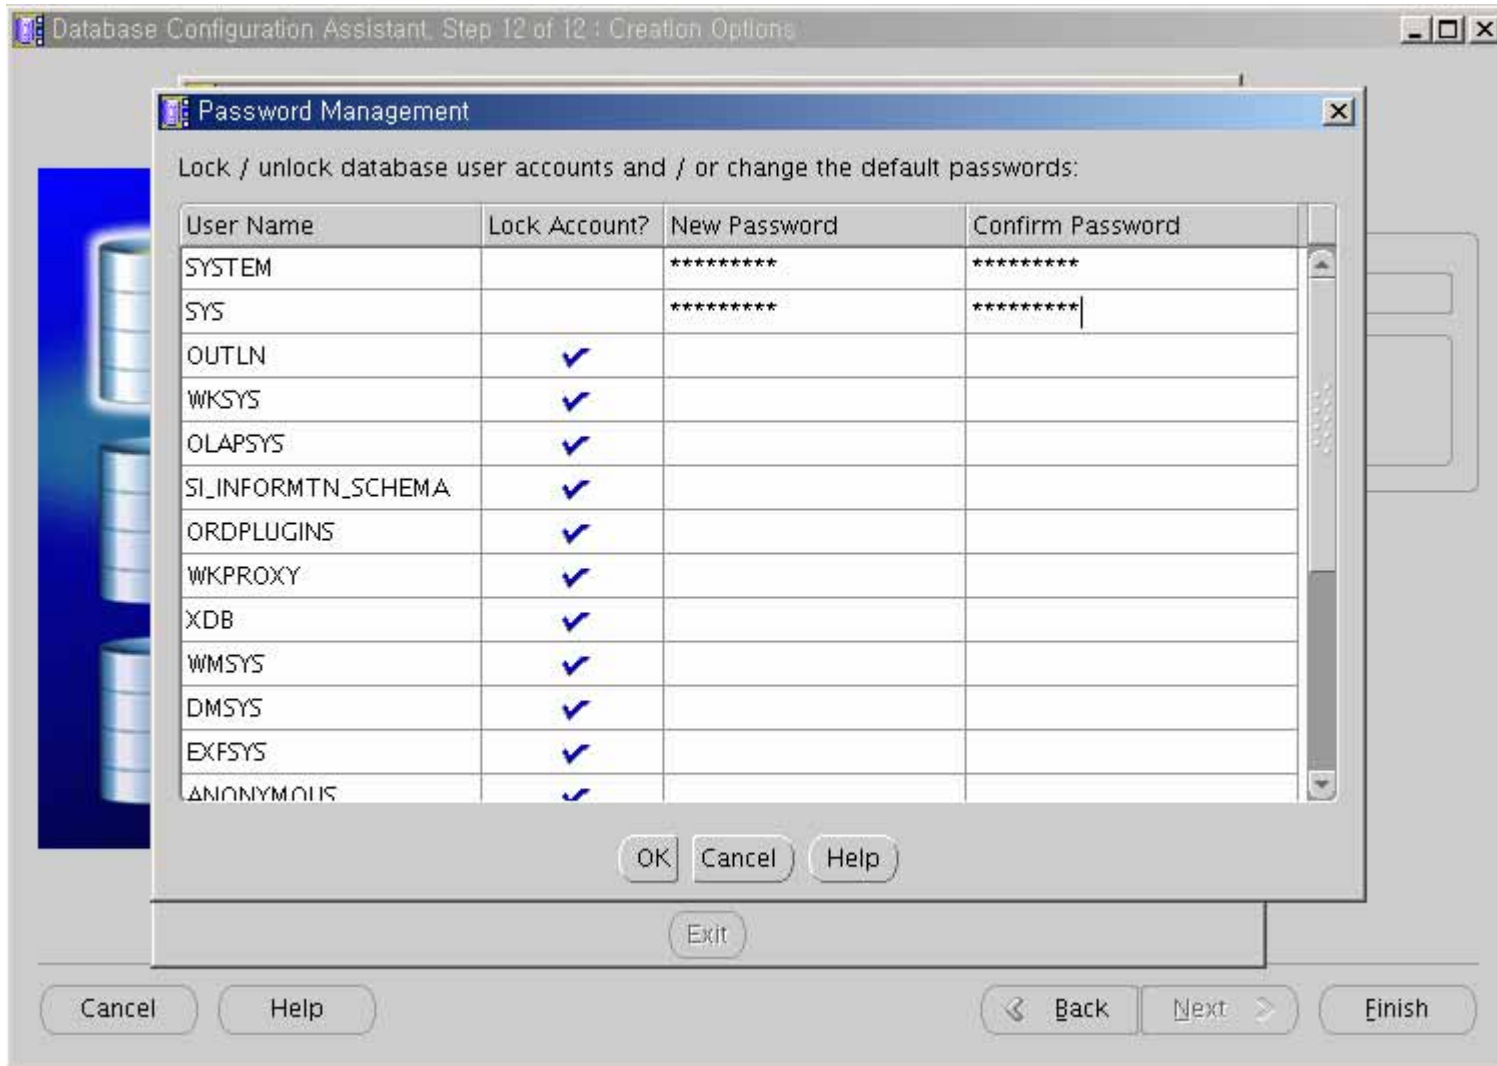 Database Configuration Assistant, Step 12 of 12 : Creation Options
Password Management
Lock / unlock database user accounts and / or change the default passwords:
User Name Lock Account? New Password Confirm Password
SYSTEM ********* *********
SYS ********* *********
OUTLN
WKSYS
OLAPSYS
SI_INFORMTN_SCHEMA
ORDPLUGINS
WKPROXY
XDB
WMSYS
DMSYS
EXFSYS
ANONYMOUS
OK Cancel Help
Exit
Cancel Help Back Next Finish